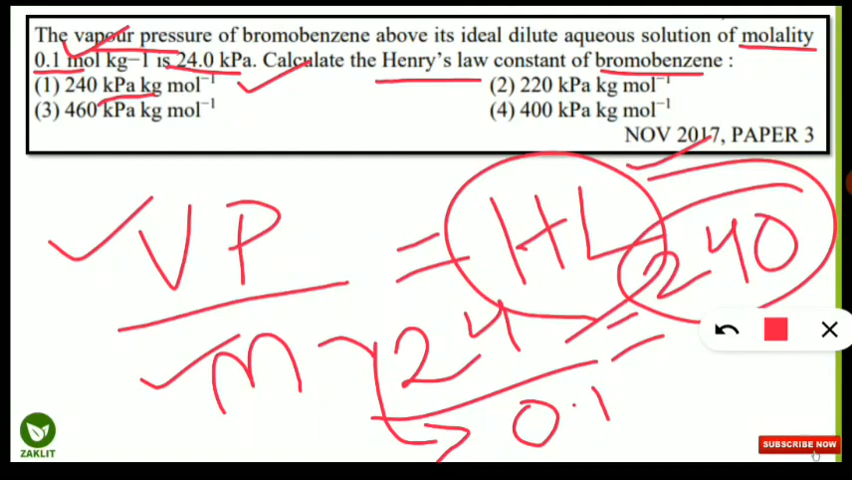 The vapour pressure of bromobenzene above its ideal dilute aqueous solution of molality
0.1 mol kg−1 is 24.0 kPa. Calculate the Henry's law constant of bromobenzene :
(1) 240 kPa kg mol⁻¹ (2) 220 kPa kg mol⁻¹
(3) 460 kPa kg mol⁻¹ (4) 400 kPa kg mol⁻¹
NOV 2017, PAPER 3
VP
= HL
240
m
24 =
0.1
ZAKLIT
SUBSCRIBE NOW